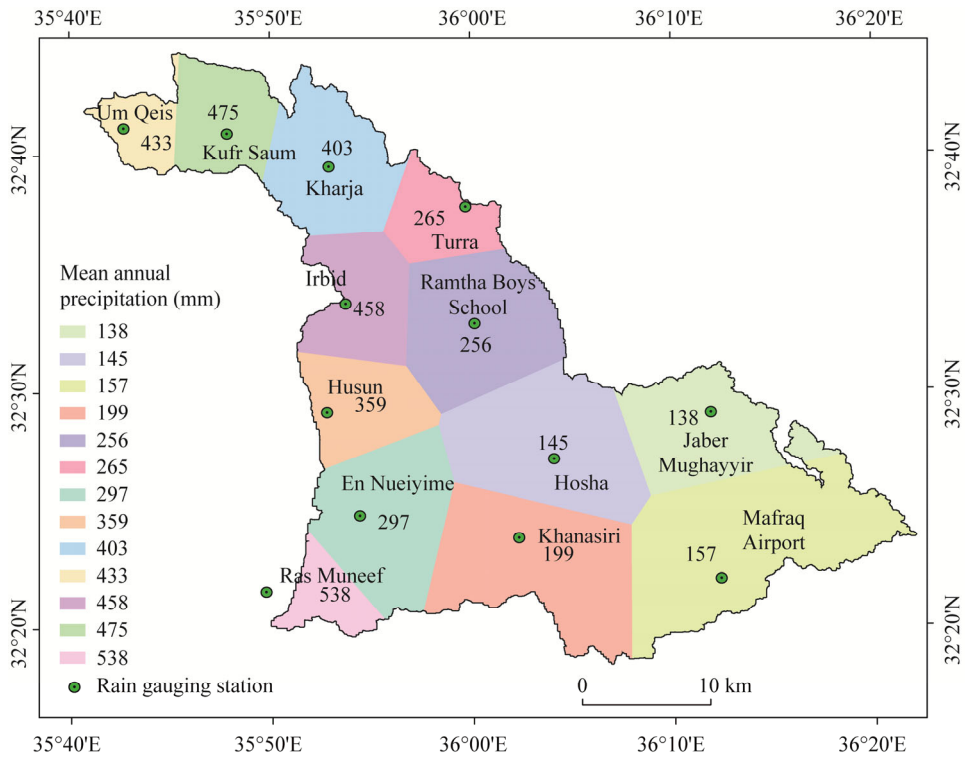 35°40'E 35°50'E 36°00'E 36°10'E 36°20'E
32°40'N
32°30'N
32°20'N
Um Qeis
433
475
Kufr Saum
403
Kharja
265
Turra
Irbid
458
Ramtha Boys
School
256
Husun
359
145
Hosha
138
Jaber
Mughayyir
En Nueiyime
297
Khanasiri
199
Mafraq
Airport
157
Ras Muneef
538
Mean annual
precipitation (mm)
138
145
157
199
256
265
297
359
403
433
458
475
538
Rain gauging station
0 10 km
32°40'N
32°30'N
32°20'N
35°40'E 35°50'E 36°00'E 36°10'E 36°20'E